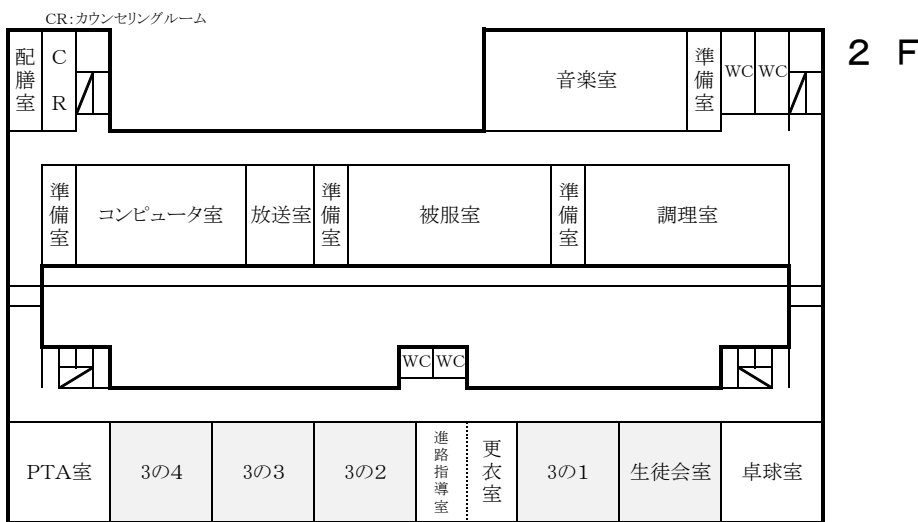 CR:カウンセリングルーム
2 F
配膳室
CR
音楽室
準備室
WC
WC
準備室
コンピュータ室
放送室
準備室
被服室
準備室
調理室
WC
WC
PTA室
3の4
3の3
3の2
進路指導室
更衣室
3の1
生徒会室
卓球室